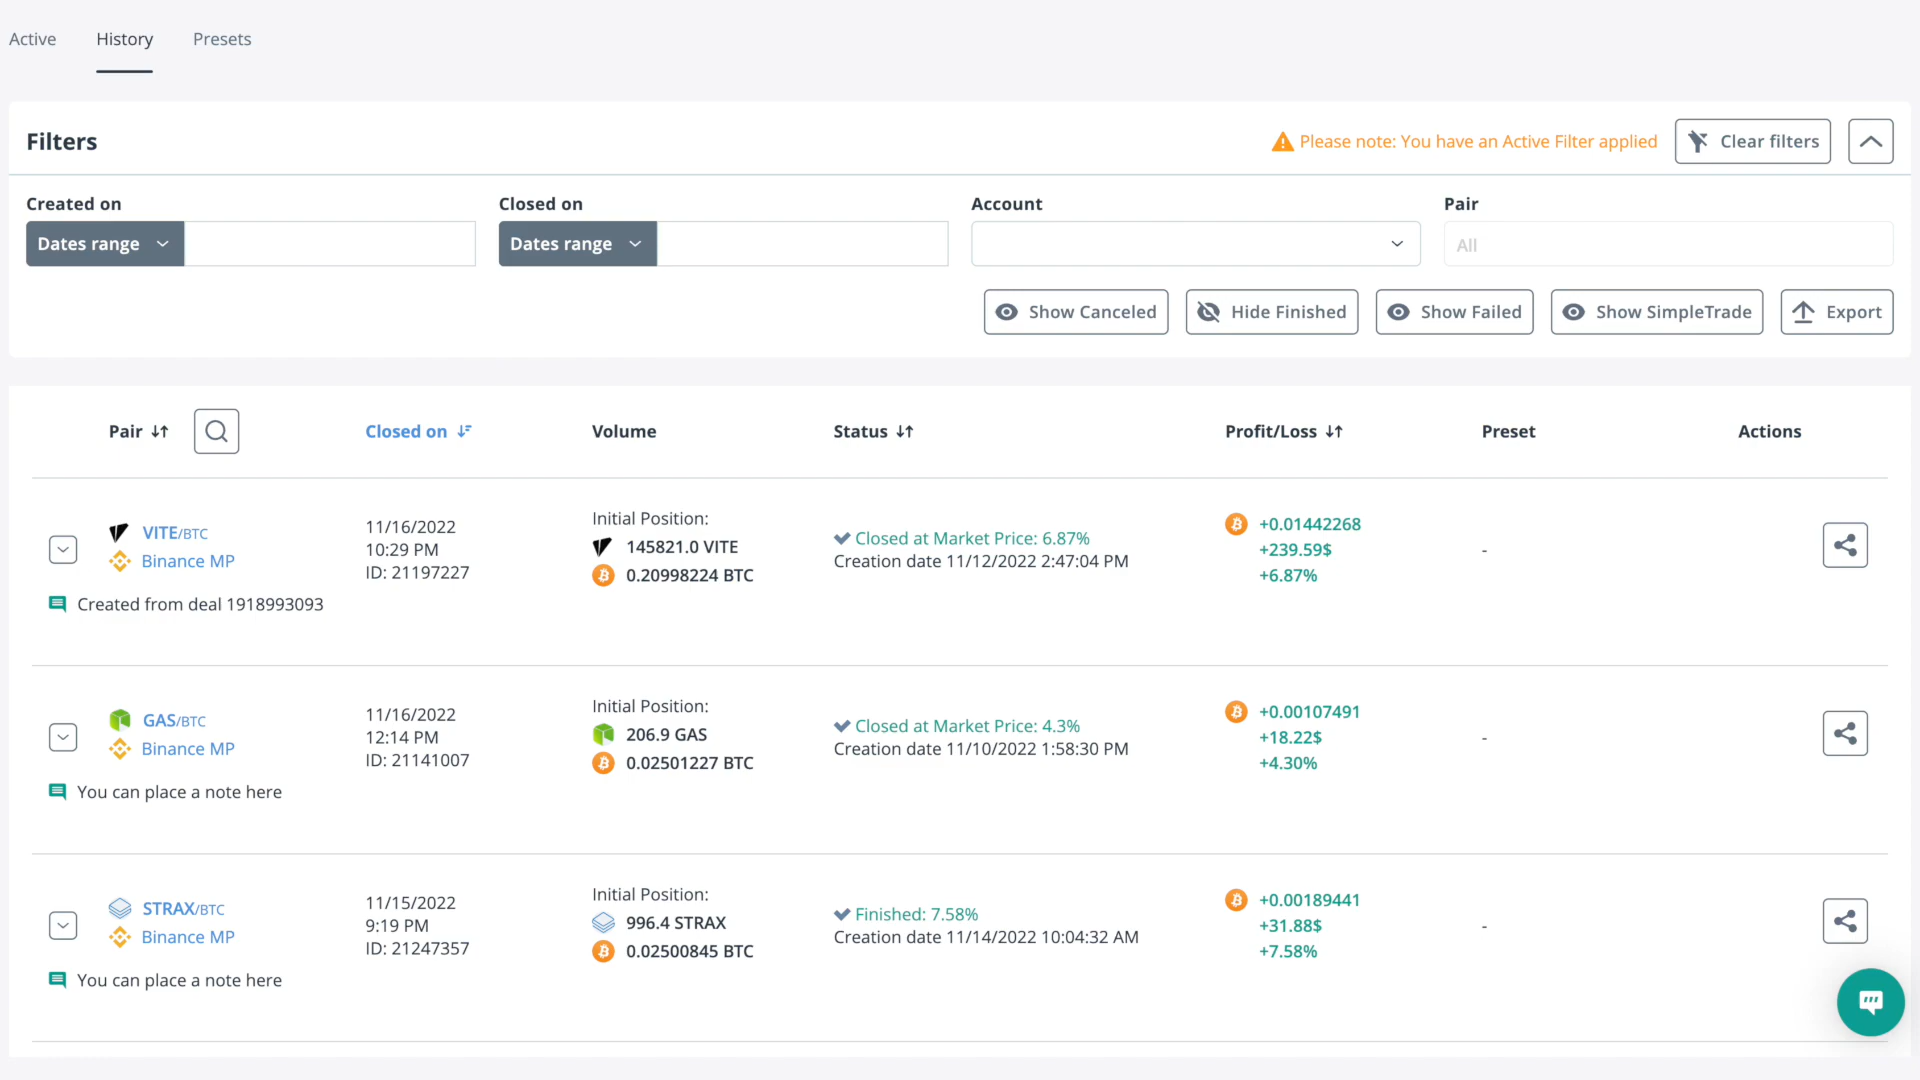 Active History Presets
Filters
Please note: You have an Active Filter applied
Clear filters
Created on
Closed on
Account
Pair
Dates range
Dates range
All
Show Canceled
Hide Finished
Show Failed
Show SimpleTrade
Export
Pair
Closed on
Volume
Status
Profit/Loss
Preset
Actions
VITE/BTC
Binance MP
Created from deal 1918993093
11/16/2022
10:29 PM
ID: 21197227
Initial Position:
145821.0 VITE
0.20998224 BTC
Closed at Market Price: 6.87%
Creation date 11/12/2022 2:47:04 PM
+0.01442268
+239.59$
+6.87%
-
GAS/BTC
Binance MP
You can place a note here
11/16/2022
12:14 PM
ID: 21141007
Initial Position:
206.9 GAS
0.02501227 BTC
Closed at Market Price: 4.3%
Creation date 11/10/2022 1:58:30 PM
+0.00107491
+18.22$
+4.30%
-
STRAX/BTC
Binance MP
You can place a note here
11/15/2022
9:19 PM
ID: 21247357
Initial Position:
996.4 STRAX
0.02500845 BTC
Finished: 7.58%
Creation date 11/14/2022 10:04:32 AM
+0.00189441
+31.88$
+7.58%
-